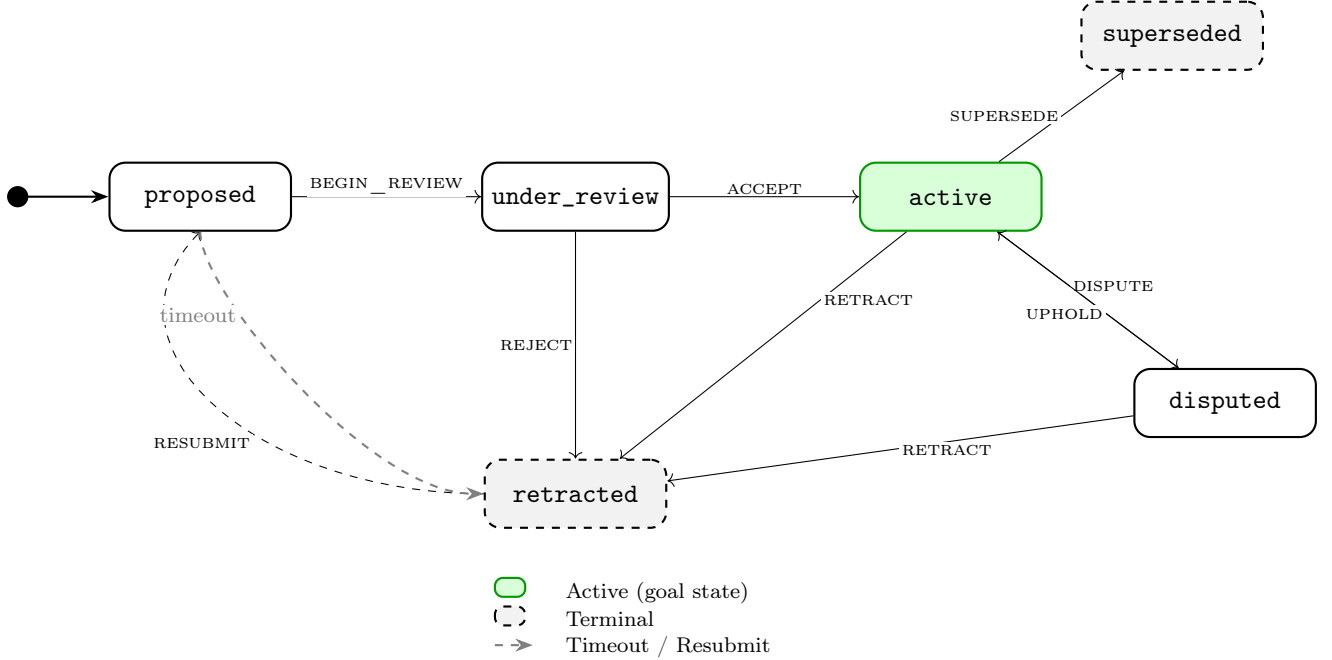 superseded
SUPERSEDE
proposed
BEGIN_REVIEW
under_review
ACCEPT
active
timeout
RETRACT
DISPUTE
UPHOLD
REJECT
disputed
RESUBMIT
RETRACT
retracted
Active (goal state)
Terminal
Timeout / Resubmit